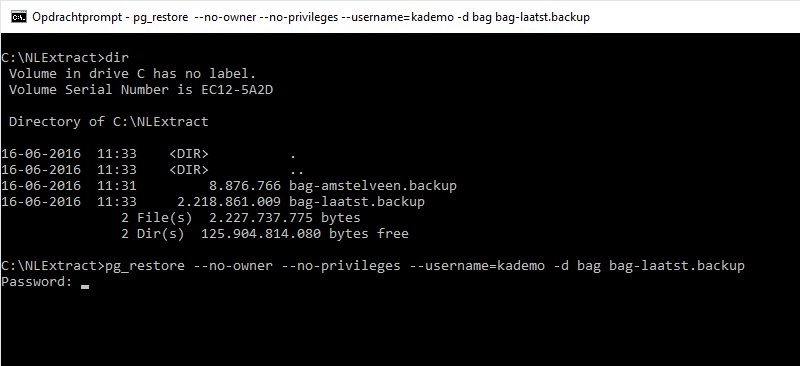 Opdrachtprompt - pg_restore --no-owner --no-privileges --username=kademo -d bag bag-laatst.backup
C:\NLExtract>dir
Volume in drive C has no label.
Volume Serial Number is EC12-5A2D
Directory of C:\NLExtract
16-06-2016  11:33    <DIR>          .
16-06-2016  11:33    <DIR>          ..
16-06-2016  11:31         8.876.766 bag-amstelveen.backup
16-06-2016  11:33     2.218.861.009 bag-laatst.backup
2 File(s)  2.227.737.775 bytes
2 Dir(s)  125.904.814.080 bytes free
C:\NLExtract>pg_restore --no-owner --no-privileges --username=kademo -d bag bag-laatst.backup
Password: